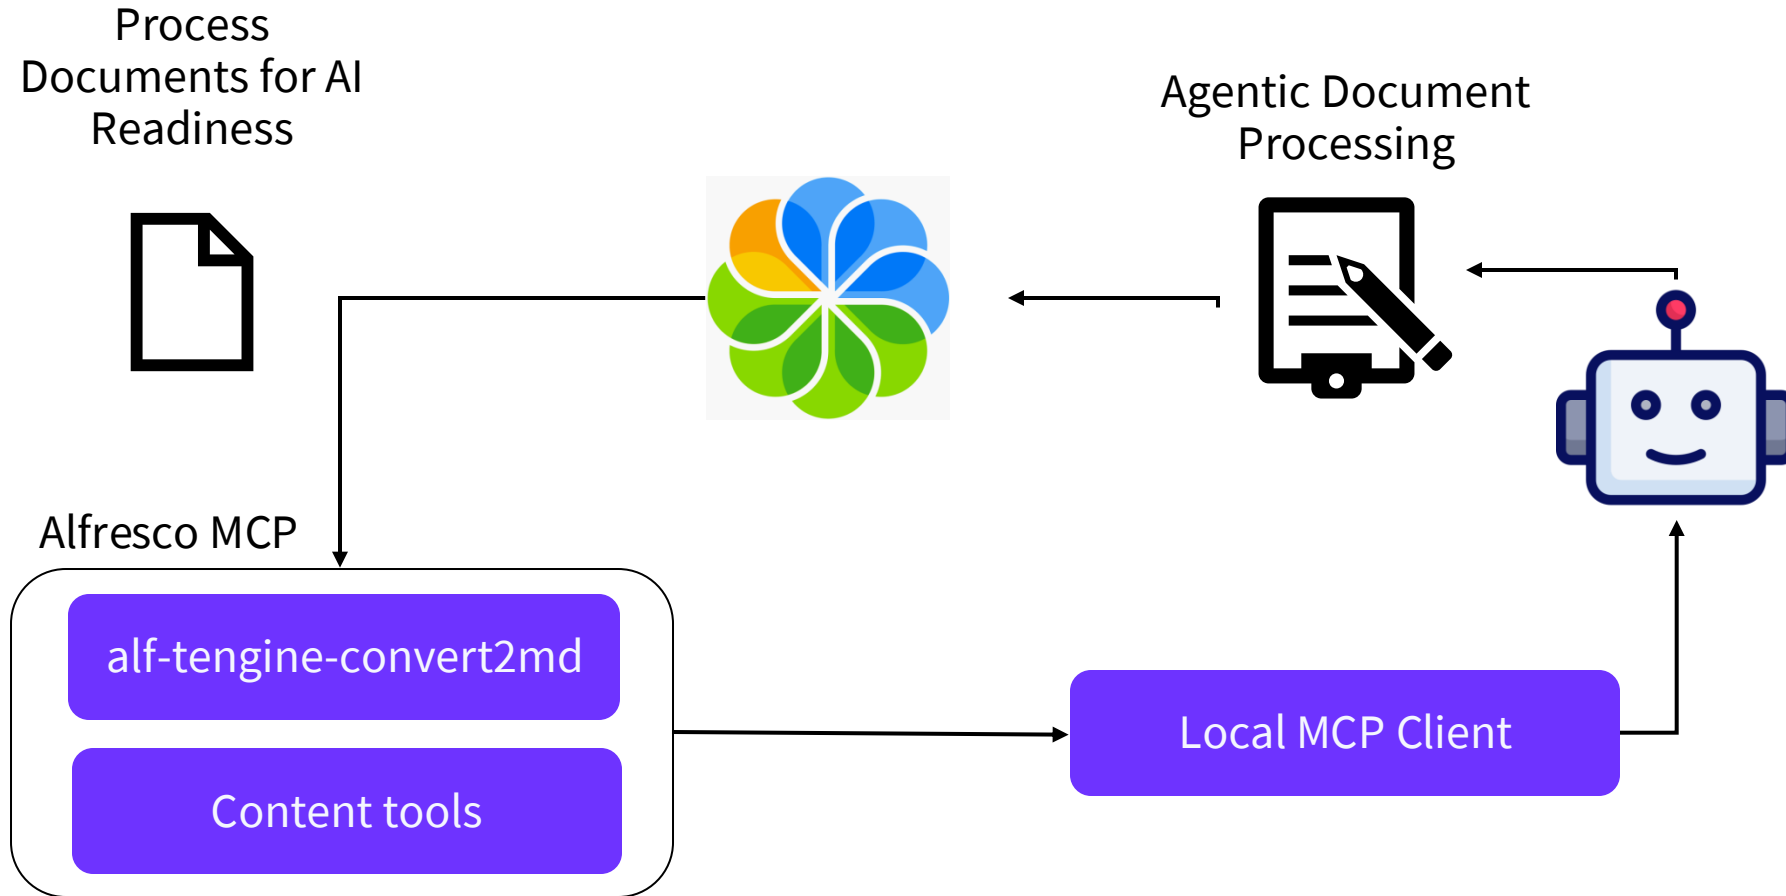 Process
Documents for AI
Readiness
Agentic Document
Processing
Alfresco MCP
alf-tengine-convert2md
Content tools
Local MCP Client